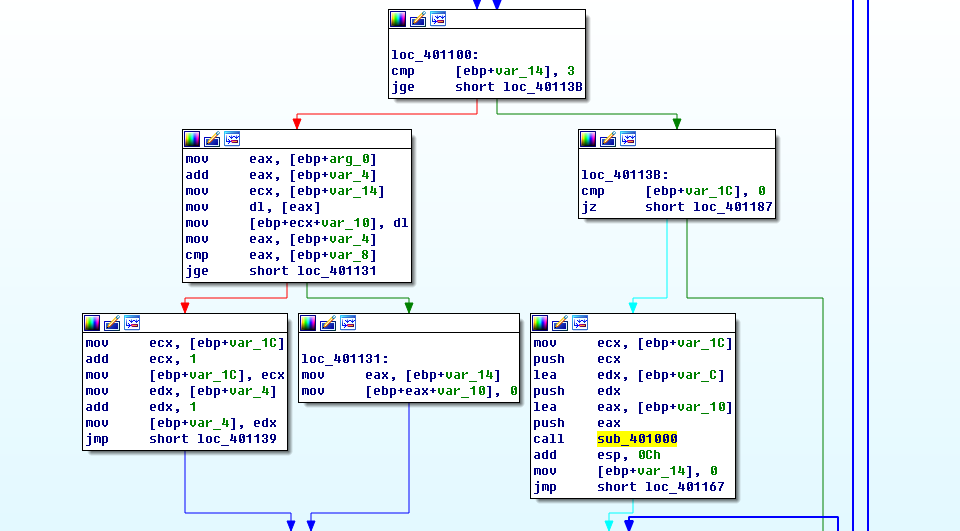 loc_401100:
cmp [ebp+var_14], 3
jge short loc_40113B
mov eax, [ebp+arg_0]
add eax, [ebp+var_4]
mov ecx, [ebp+var_14]
mov dl, [eax]
mov [ebp+ecx+var_10], dl
mov eax, [ebp+var_4]
cmp eax, [ebp+var_8]
jge short loc_401131
loc_40113B:
cmp [ebp+var_1C], 0
jz short loc_401187
mov ecx, [ebp+var_1C]
add ecx, 1
mov [ebp+var_1C], ecx
mov edx, [ebp+var_4]
add edx, 1
mov [ebp+var_4], edx
jmp short loc_401139
loc_401131:
mov eax, [ebp+var_14]
mov [ebp+eax+var_10], 0
mov ecx, [ebp+var_1C]
push ecx
lea edx, [ebp+var_C]
push edx
lea eax, [ebp+var_10]
push eax
call sub_401000
add esp, 0Ch
mov [ebp+var_14], 0
jmp short loc_401167